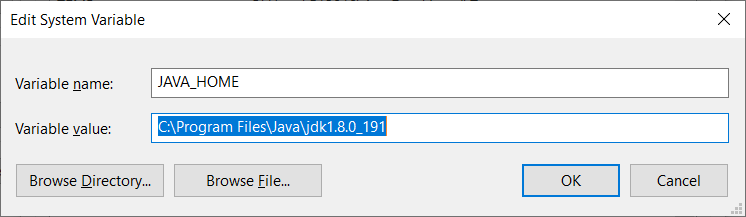 Edit System Variable
Variable name:
JAVA_HOME
Variable value:
C:\Program Files\Java\jdk1.8.0_191
Browse Directory...
Browse File...
OK
Cancel